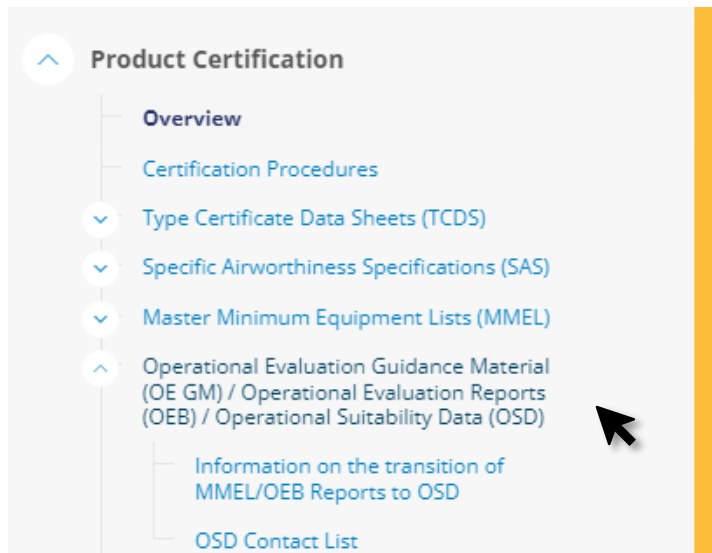 Product Certification
Overview
Certification Procedures
Type Certificate Data Sheets (TCDS)
Specific Airworthiness Specifications (SAS)
Master Minimum Equipment Lists (MMEL)
Operational Evaluation Guidance Material
(OE GM) / Operational Evaluation Reports
(OEB) / Operational Suitability Data (OSD)
Information on the transition of
MMEL/OEB Reports to OSD
OSD Contact List